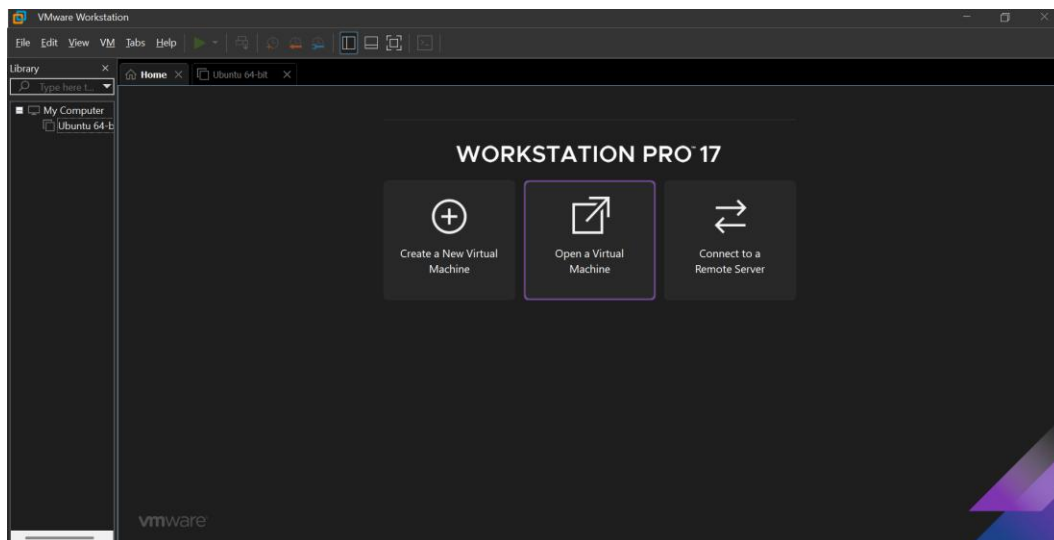 VMware Workstation
File Edit View VM Tabs Help
Library
Type here t...
Home
Ubuntu 64-bit
My Computer
Ubuntu 64-b
WORKSTATION PRO™ 17
Create a New Virtual
Machine
Open a Virtual
Machine
Connect to a
Remote Server
vmware